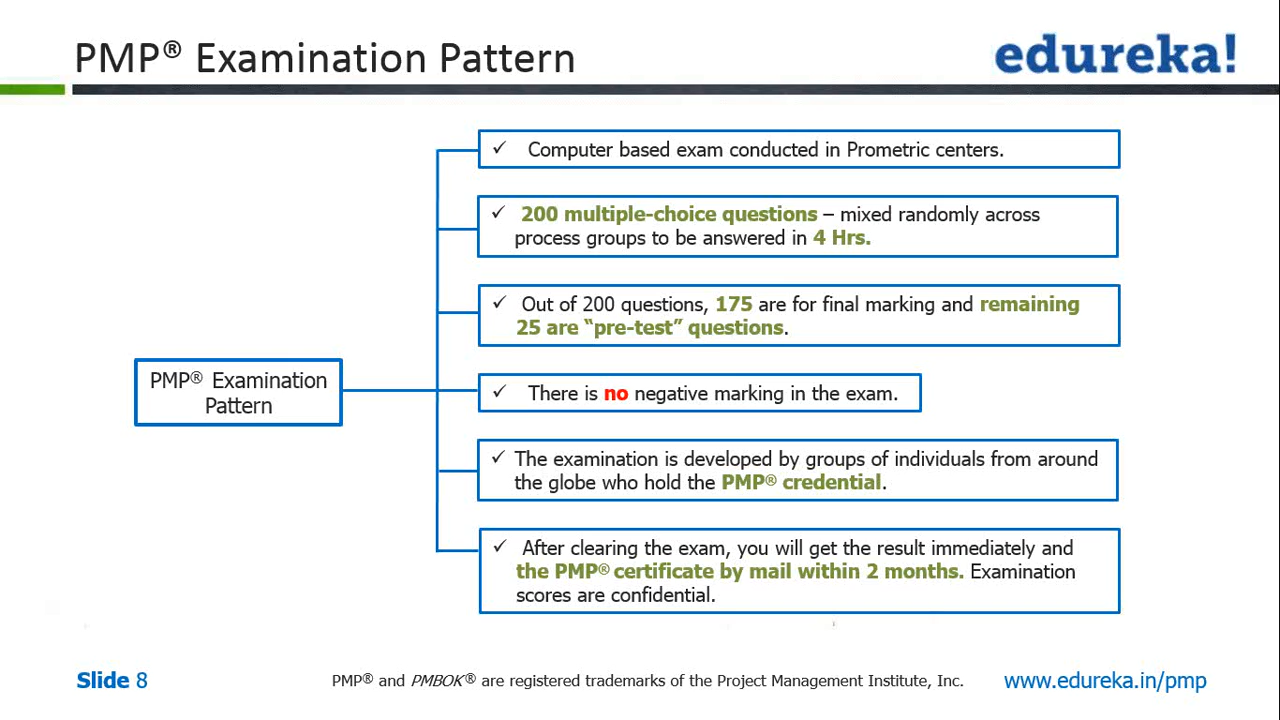 PMP® Examination Pattern
edureka!
✓ Computer based exam conducted in Prometric centers.
✓ 200 multiple-choice questions – mixed randomly across
process groups to be answered in 4 Hrs.
✓ Out of 200 questions, 175 are for final marking and remaining
25 are “pre-test” questions.
PMP® Examination
Pattern
✓ There is no negative marking in the exam.
✓ The examination is developed by groups of individuals from around
the globe who hold the PMP® credential.
✓ After clearing the exam, you will get the result immediately and
the PMP® certificate by mail within 2 months. Examination
scores are confidential.
Slide 8
PMP® and PMBOK® are registered trademarks of the Project Management Institute, Inc.
www.edureka.in/pmp